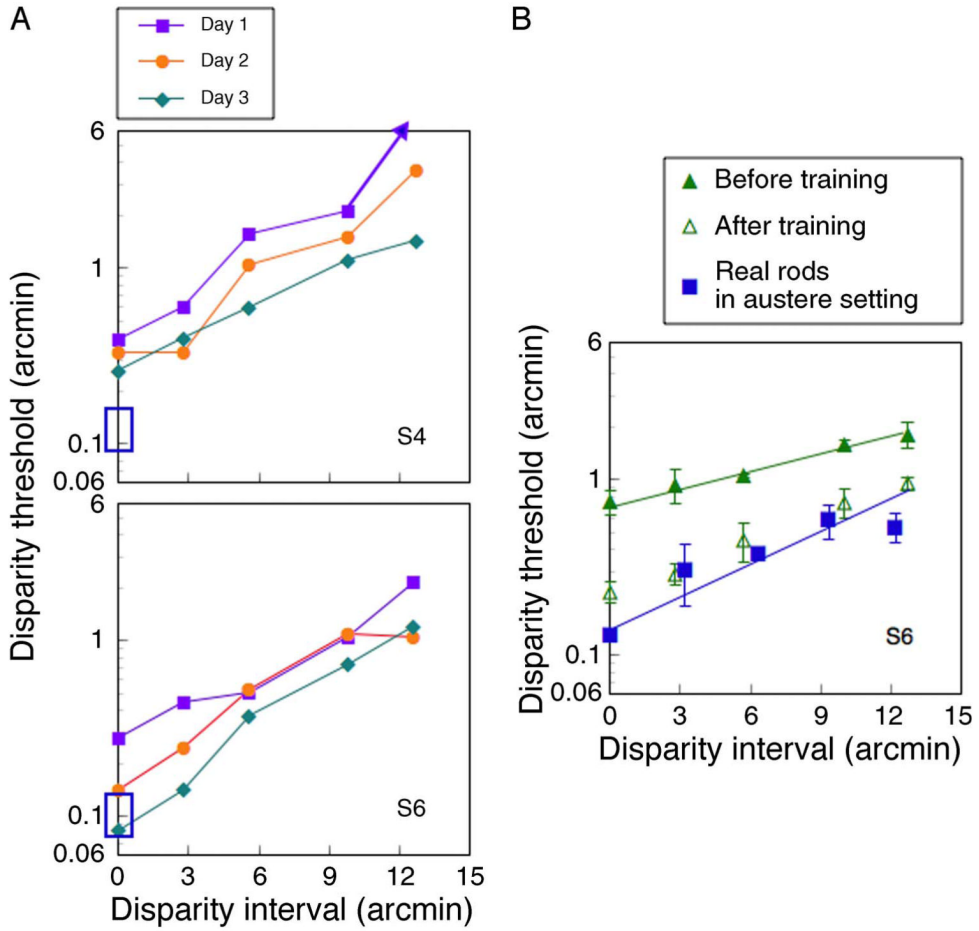 A
Day 1
Day 2
Day 3
6
1
0.1
0.06
S4
6
1
0.1
0.06
S6
0 3 6 9 12 15
Disparity interval (arcmin)
Disparity threshold (arcmin)
B
Before training
After training
Real rods
in austere setting
6
1
0.1
0.06
S6
0 3 6 9 12 15
Disparity interval (arcmin)
Disparity threshold (arcmin)